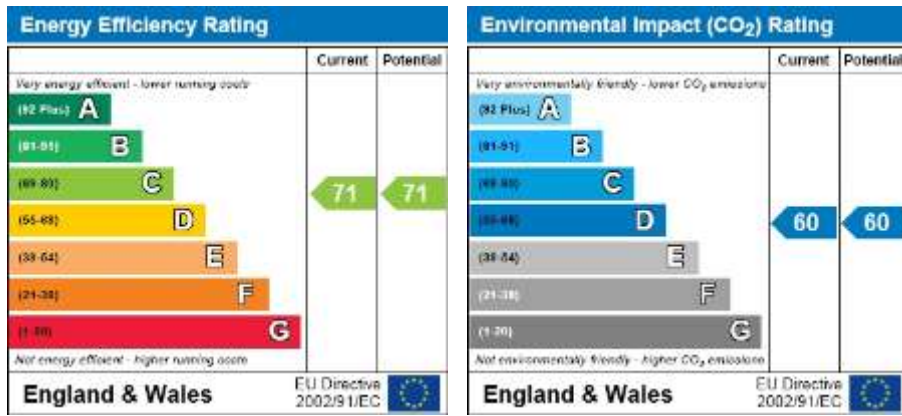 Energy Efficiency Rating
Current Potential
Very energy efficient - lower running costs
(92 Plus) A
(81-91) B
(69-80) C
(55-68) D
(39-54) E
(21-38) F
(1-20) G
71 71
Not energy efficient - higher running costs
England & Wales
EU Directive
2002/91/EC
Environmental Impact (CO₂) Rating
Current Potential
Very environmentally friendly - lower CO₂ emissions
(92 Plus) A
(81-91) B
(69-80) C
(55-68) D
(39-54) E
(21-38) F
(1-20) G
60 60
Not environmentally friendly - higher CO₂ emissions
England & Wales
EU Directive
2002/91/EC